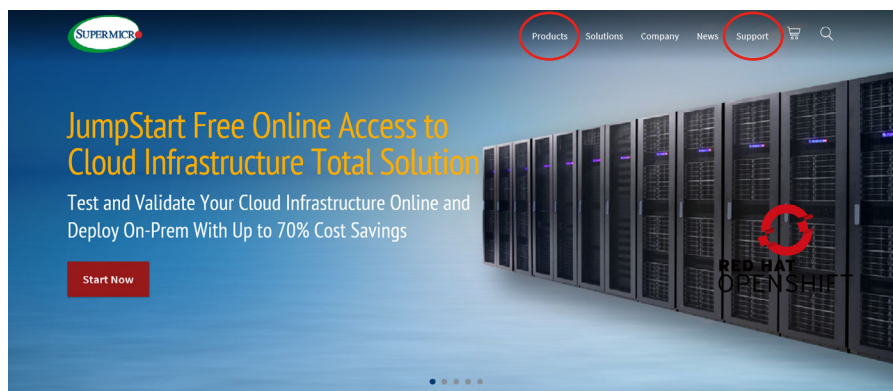 SUPERMICR
Products Solutions Company News Support
JumpStart Free Online Access to
Cloud Infrastructure Total Solution
Test and Validate Your Cloud Infrastructure Online and
Deploy On-Prem With Up to 70% Cost Savings
Start Now
RED HAT
OPENSHIFT